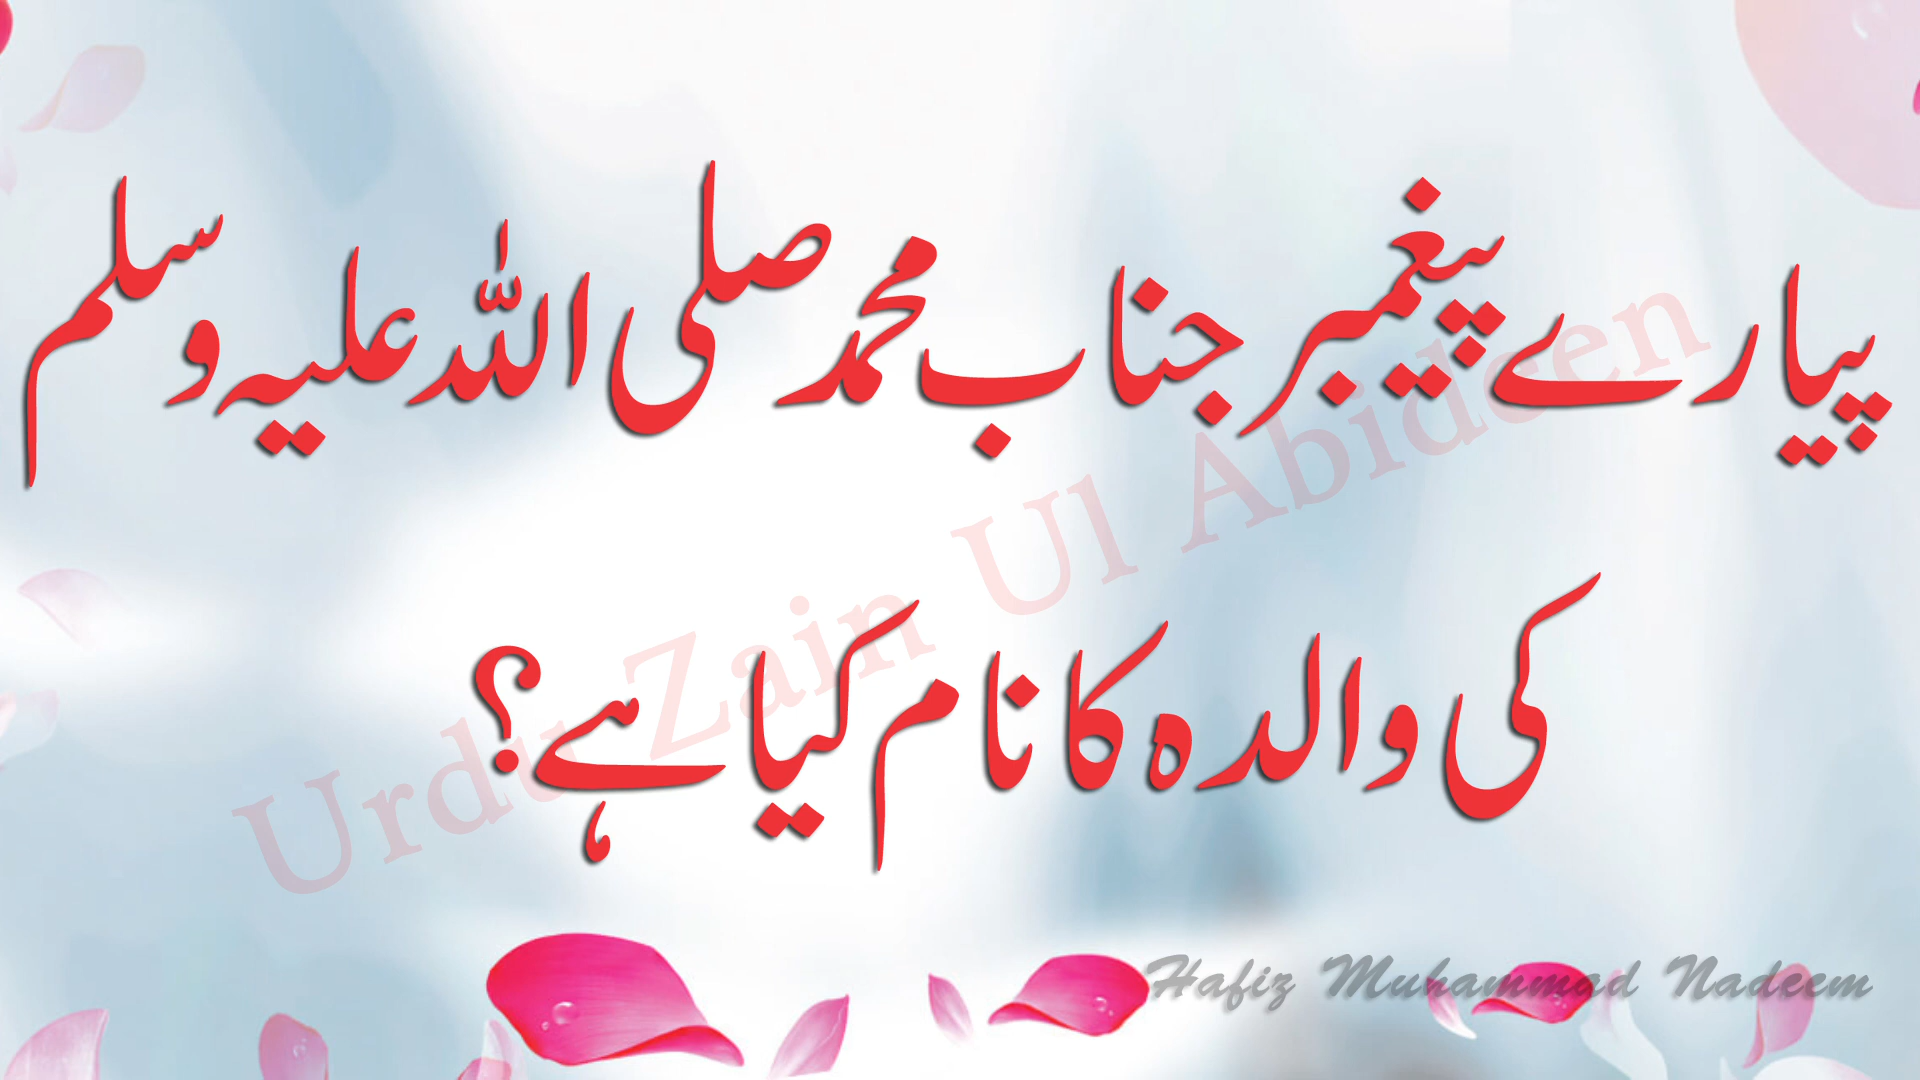 پیارے پیغمبر جناب محمد صلی اللہ علیہ وسلم
کی والدہ کا نام کیا ہے؟
Urdu Zain Ul Abideen
Hafiz Muhammad Nadeem